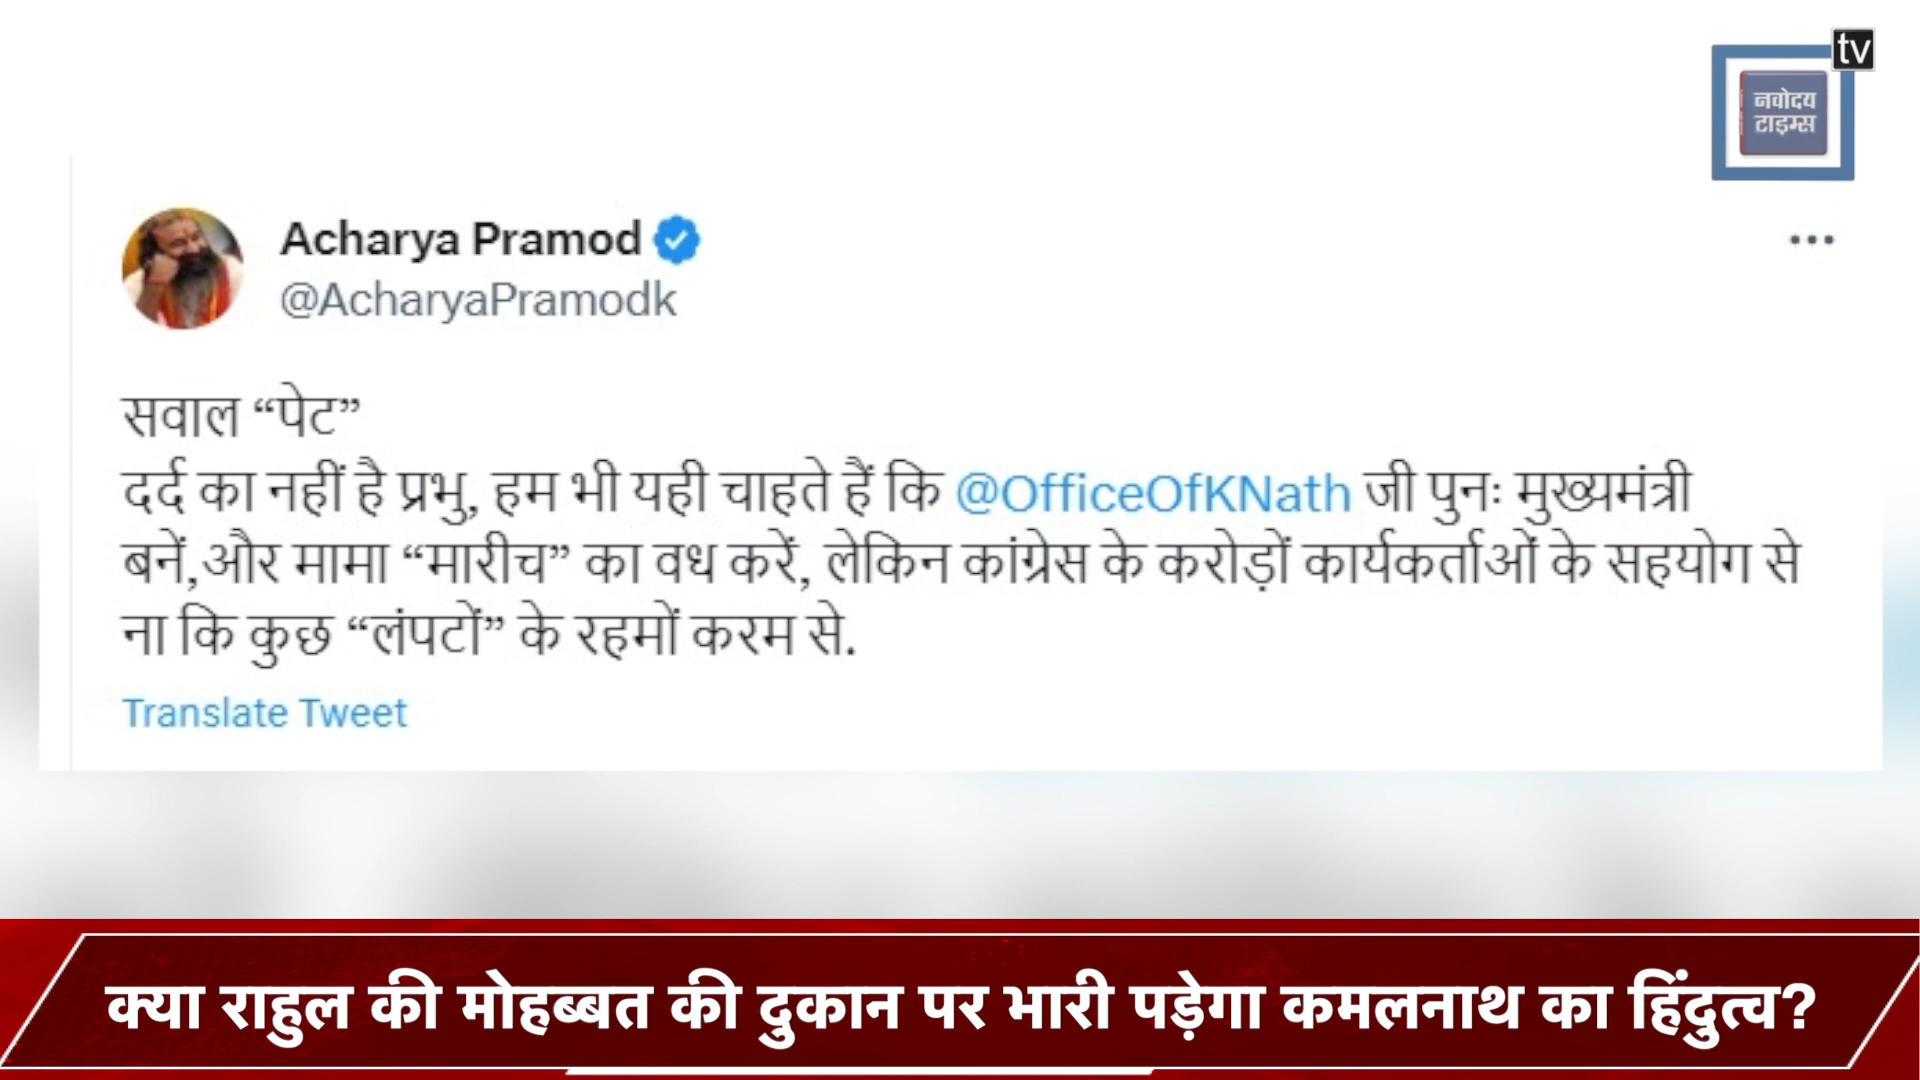 tv
नवोदय
टाइम्स
Acharya Pramod
@AcharyaPramodk
सवाल “पेट”
दर्द का नहीं है प्रभु, हम भी यही चाहते हैं कि @OfficeOfKNath जी पुनः मुख्यमंत्री
बनें,और मामा “मारीच” का वध करें, लेकिन कांग्रेस के करोड़ों कार्यकर्ताओं के सहयोग से
ना कि कुछ “लंपटों” के रहमों करम से.
Translate Tweet
क्या राहुल की मोहब्बत की दुकान पर भारी पड़ेगा कमलनाथ का हिंदुत्व?